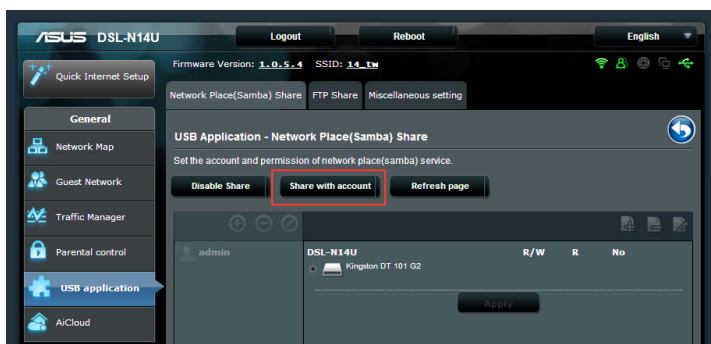 ASUS DSL-N14U Logout Reboot English
Quick Internet Setup
Firmware Version: 1.0.5.4 SSID: 14_tw
Network Place(Samba) Share FTP Share Miscellaneous setting
General
Network Map
Guest Network
Traffic Manager
Parental control
USB application
AiCloud
USB Application - Network Place(Samba) Share
Set the account and permission of network place(samba) service.
Disable Share Share with account Refresh page
admin
DSL-N14U R/W R No
Kingston DT 101 G2
Apply